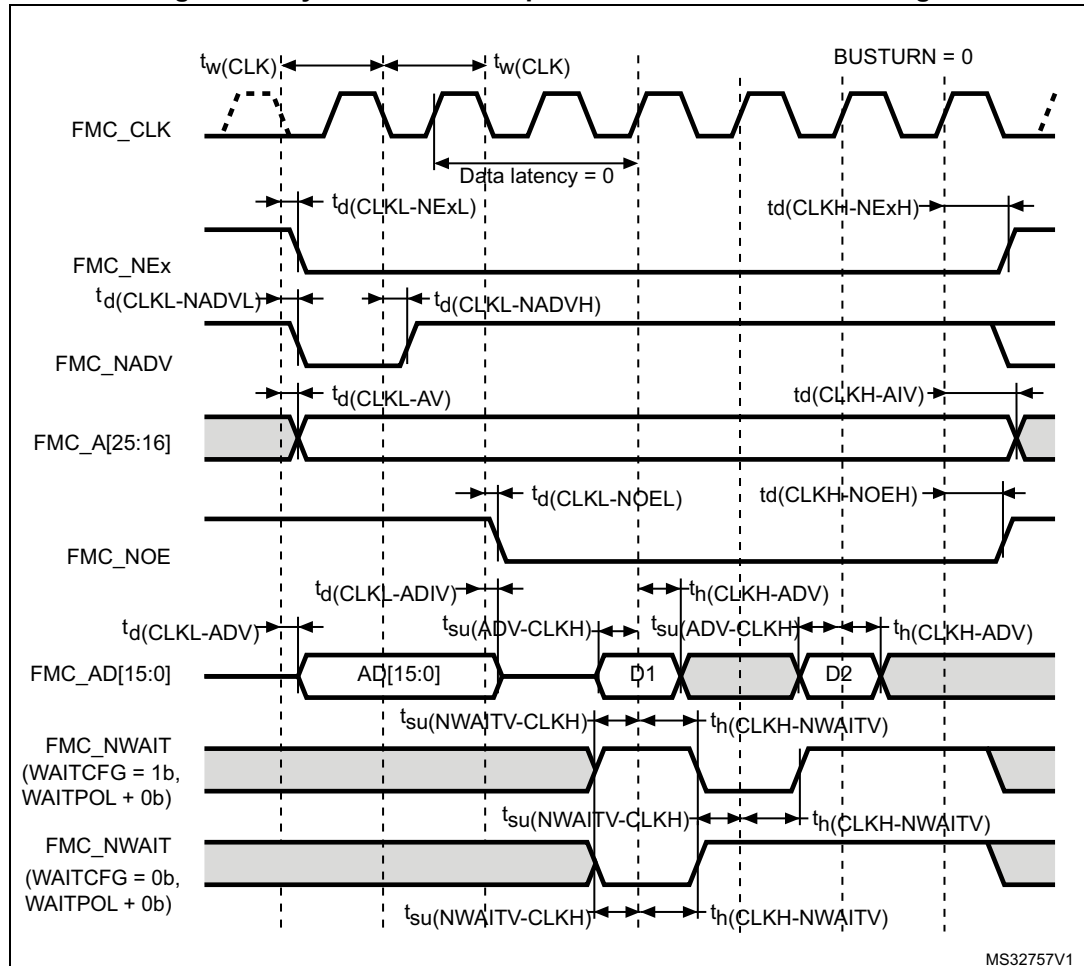 BUSTURN = 0
tw(CLK) tw(CLK)
FMC_CLK
Data latency = 0
td(CLKL-NExL) td(CLKH-NExH)
FMC_NEx
td(CLKL-NADVL) td(CLKL-NADVH)
FMC_NADV
td(CLKL-AV) td(CLKH-AIV)
FMC_A[25:16]
td(CLKL-NOEL) td(CLKH-NOEH)
FMC_NOE
td(CLKL-ADIV) th(CLKH-ADV)
td(CLKL-ADV) tsu(ADV-CLKH) tsu(ADV-CLKH) th(CLKH-ADV)
FMC_AD[15:0] AD[15:0] D1 D2
tsu(NWAITV-CLKH) th(CLKH-NWAITV)
FMC_NWAIT
(WAITCFG = 1b,
WAITPOL + 0b)
tsu(NWAITV-CLKH) th(CLKH-NWAITV)
FMC_NWAIT
(WAITCFG = 0b,
WAITPOL + 0b)
tsu(NWAITV-CLKH) th(CLKH-NWAITV)
MS32757V1